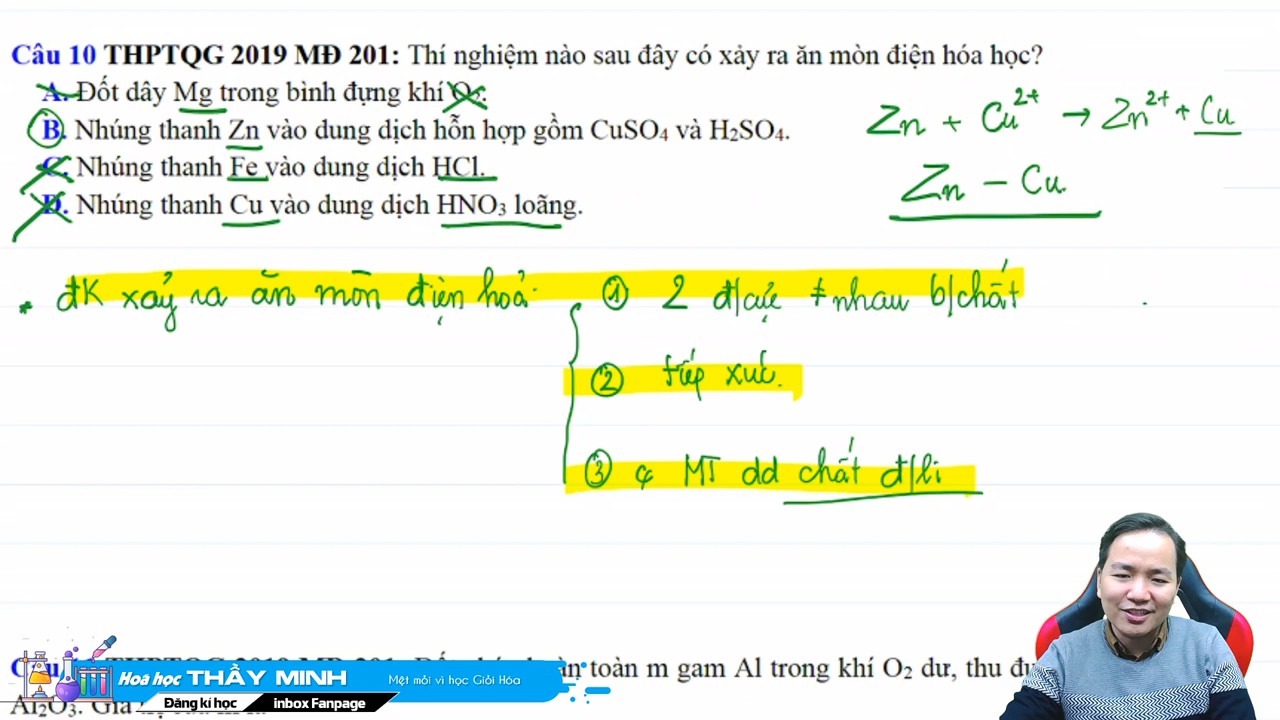 Câu 10 THPTQG 2019 MĐ 201: Thí nghiệm nào sau đây có xảy ra ăn mòn điện hóa học?
A. Đốt dây Mg trong bình đựng khí O₂.
B. Nhúng thanh Zn vào dung dịch hỗn hợp gồm CuSO₄ và H₂SO₄.
C. Nhúng thanh Fe vào dung dịch HCl.
D. Nhúng thanh Cu vào dung dịch HNO₃ loãng.
Zn + Cu²⁺ → Zn²⁺ + Cu
Zn – Cu
* đK xảy ra ăn mòn điện hoá: ① 2 đ/cực ≠ nhau b/chất
② tiếp xúc.
③ MT dd chất đ/li
THPTQG 2019 MĐ 201:
toàn m gam Al trong khí O₂ dư, thu
Al₂O₃.
Hoá học THẦY MINH
Mệt mỏi vì học Giỏi Hóa
Đăng kí học
inbox Fanpage